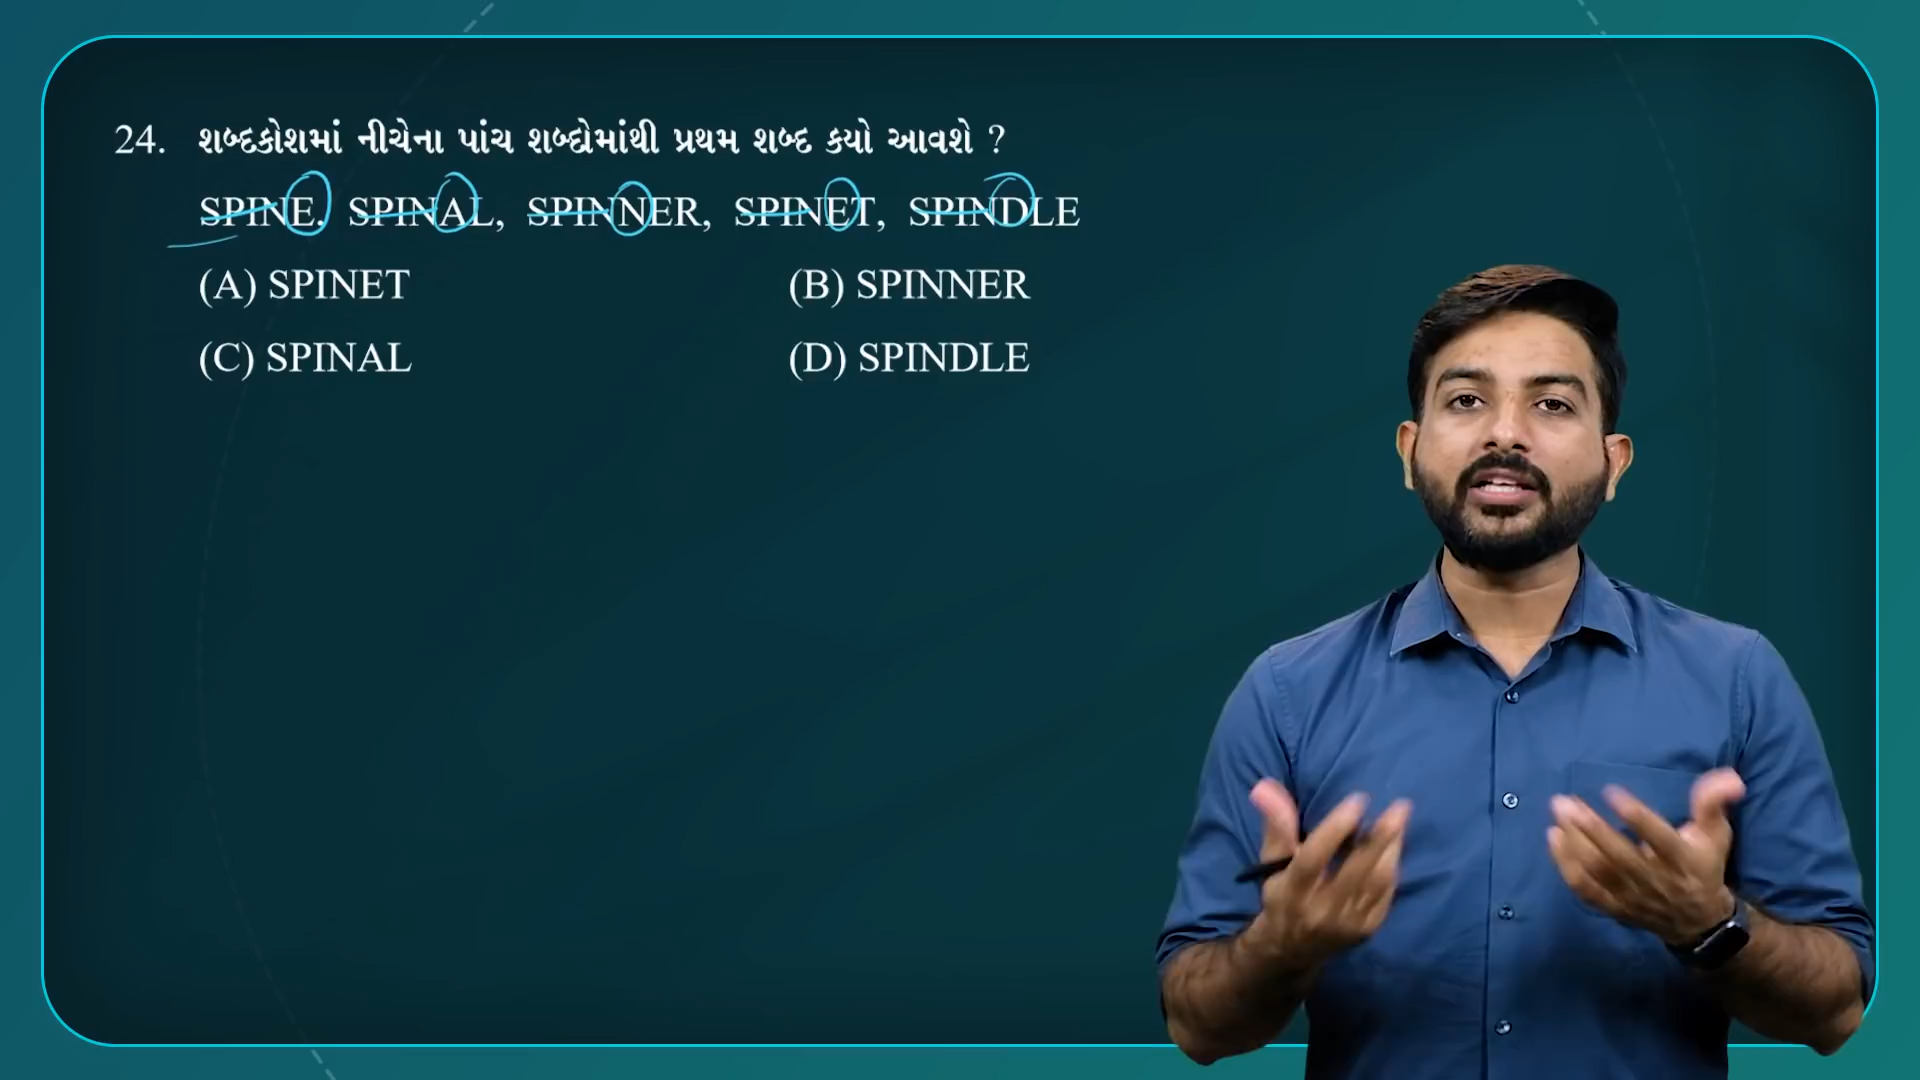 24. શબ્દકોશમાં નીચેના પાંચ શબ્દોમાંથી પ્રથમ શબ્દ કયો આવશે ?
SPINE, SPINAL, SPINNER, SPINET, SPINDLE
(A) SPINET (B) SPINNER
(C) SPINAL (D) SPINDLE